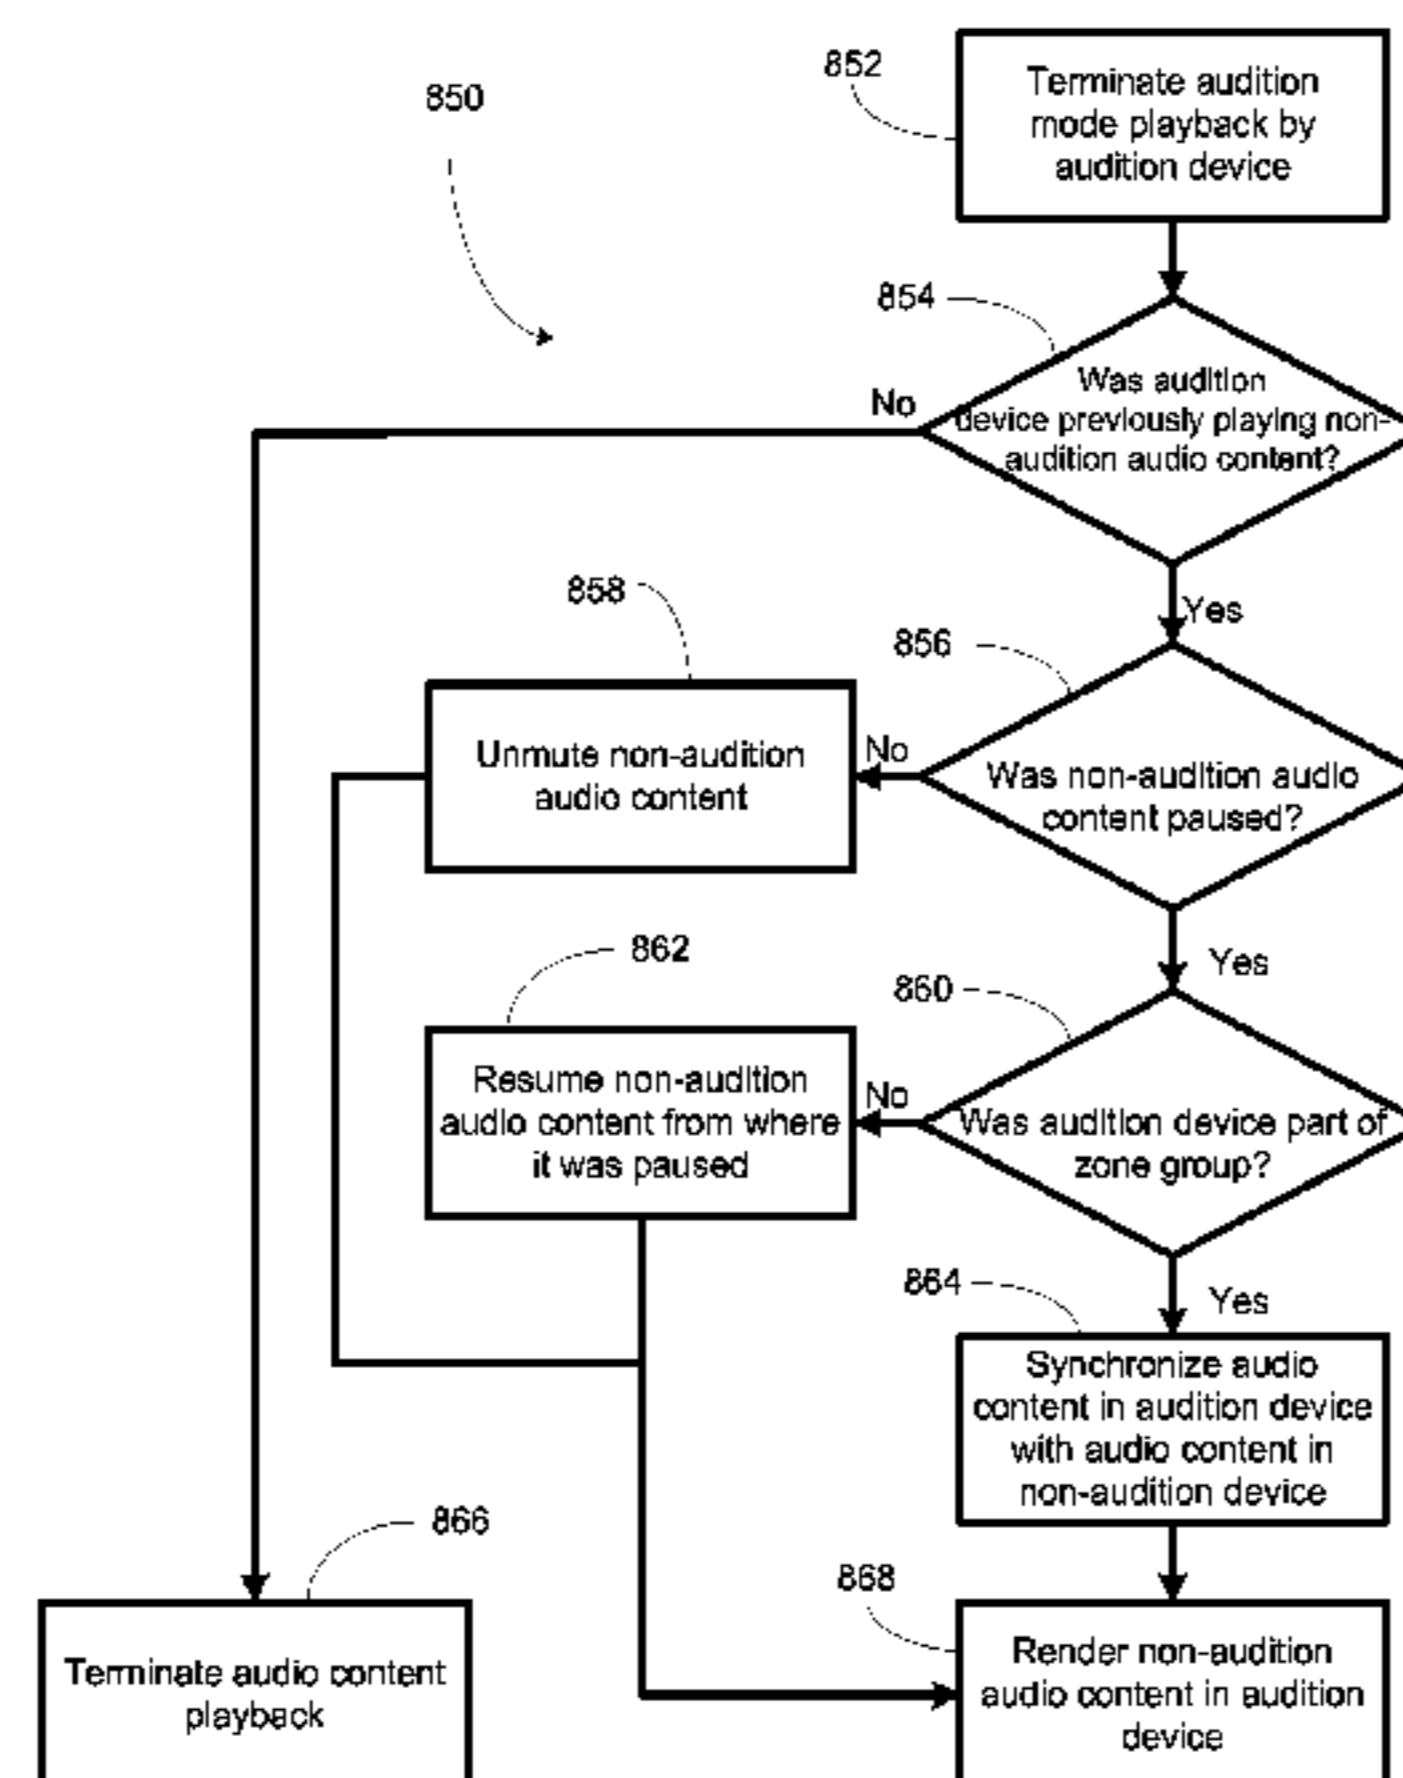 852
Terminate audition
mode playback by
audition device
850
854
Was audition
device previously playing non-
audition audio content?
No
Yes
858
856
Unmute non-audition
audio content
No
Was non-audition audio
content paused?
Yes
862
860
Resume non-audition
audio content from where
it was paused
No
Was audition device part of
zone group?
Yes
864
Synchronize audio
content in audition device
with audio content in
non-audition device
866
868
Terminate audio content
playback
Render non-audition
audio content in audition
device